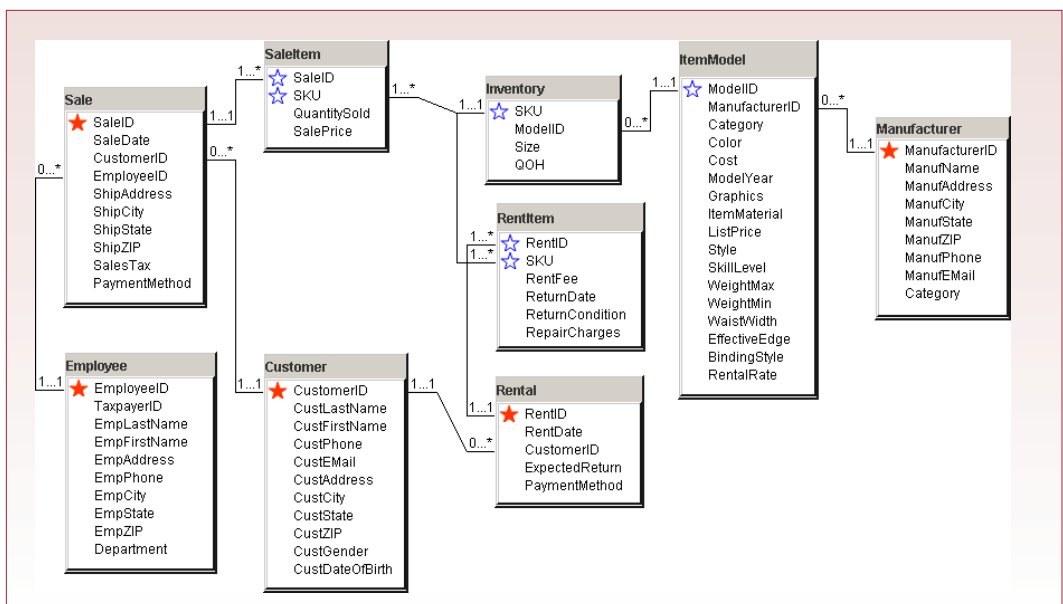 SaleItem
SaleID
SKU
QuantitySold
SalePrice
1...*
1...*
Sale
SaleID
SaleDate
CustomerID
EmployeeID
ShipAddress
ShipCity
ShipState
ShipZIP
SalesTax
PaymentMethod
1...1
0...*
0...*
Inventory
SKU
ModelID
Size
QOH
1...1
0...*
ItemModel
ModelID
ManufacturerID
Category
Color
Cost
ModelYear
Graphics
ItemMaterial
ListPrice
Style
SkillLevel
WeightMax
WeightMin
WaistWidth
EffectiveEdge
BindingStyle
RentalRate
1...1
0...*
Manufacturer
ManufacturerID
ManufName
ManufAddress
ManufCity
ManufState
ManufZIP
ManufPhone
ManufEMail
Category
1...1
RentItem
RentID
SKU
RentFee
ReturnDate
ReturnCondition
RepairCharges
1...*
1...*
Employee
EmployeeID
TaxpayerID
EmpLastName
EmpFirstName
EmpAddress
EmpPhone
EmpCity
EmpState
EmpZIP
Department
1...1
Customer
CustomerID
CustLastName
CustFirstName
CustPhone
CustEMail
CustAddress
CustCity
CustState
CustZIP
CustGender
CustDateOfBirth
1...1
1...1
Rental
RentID
RentDate
CustomerID
ExpectedReturn
PaymentMethod
1...1
0...*